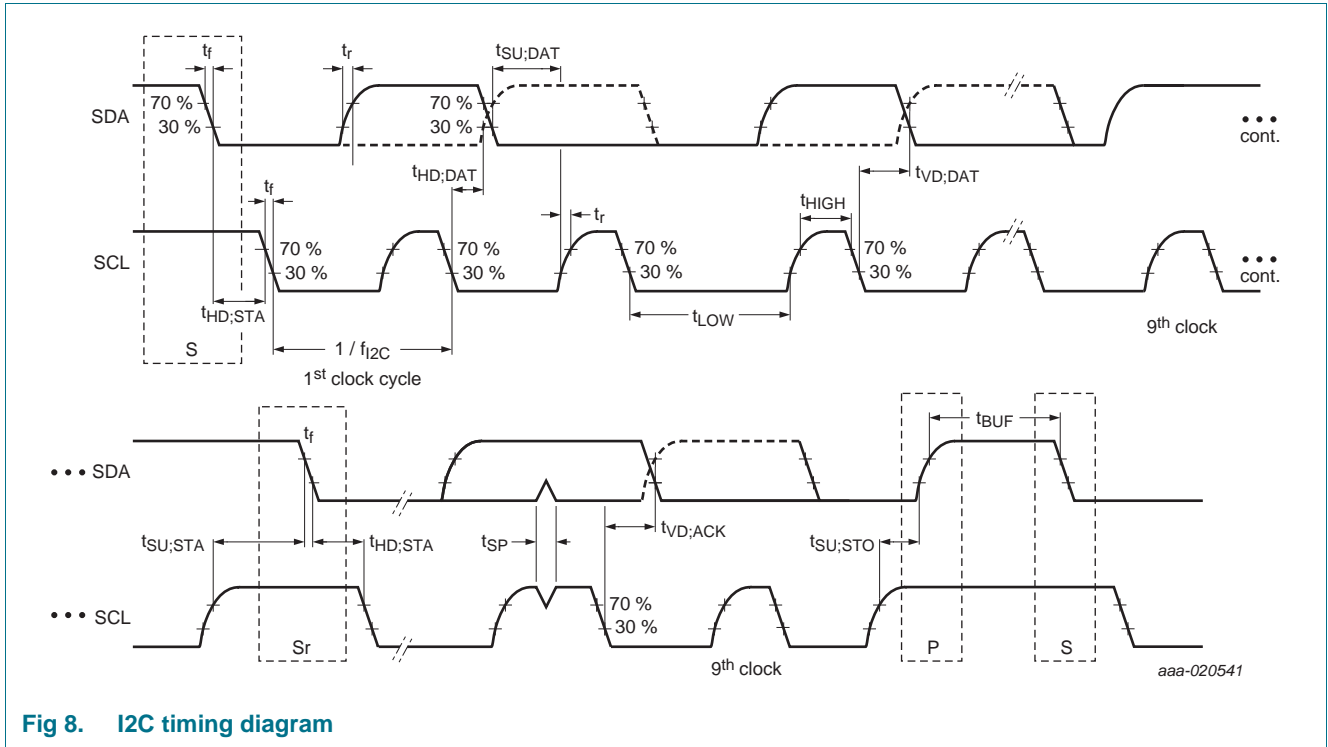 tf
tr
tSU;DAT
70 %
30 %
70 %
30 %
SDA
cont.
tHD;DAT
tVD;DAT
tf
tr
tHIGH
70 %
30 %
70 %
30 %
70 %
30 %
70 %
30 %
SCL
cont.
tHD;STA
tLOW
9th clock
S
1 / fI2C
1st clock cycle
tf
tBUF
••• SDA
tSU;STA
tHD;STA
tSP
tVD;ACK
tSU;STO
70 %
30 %
••• SCL
Sr
9th clock
P
S
aaa-020541
Fig 8. I2C timing diagram